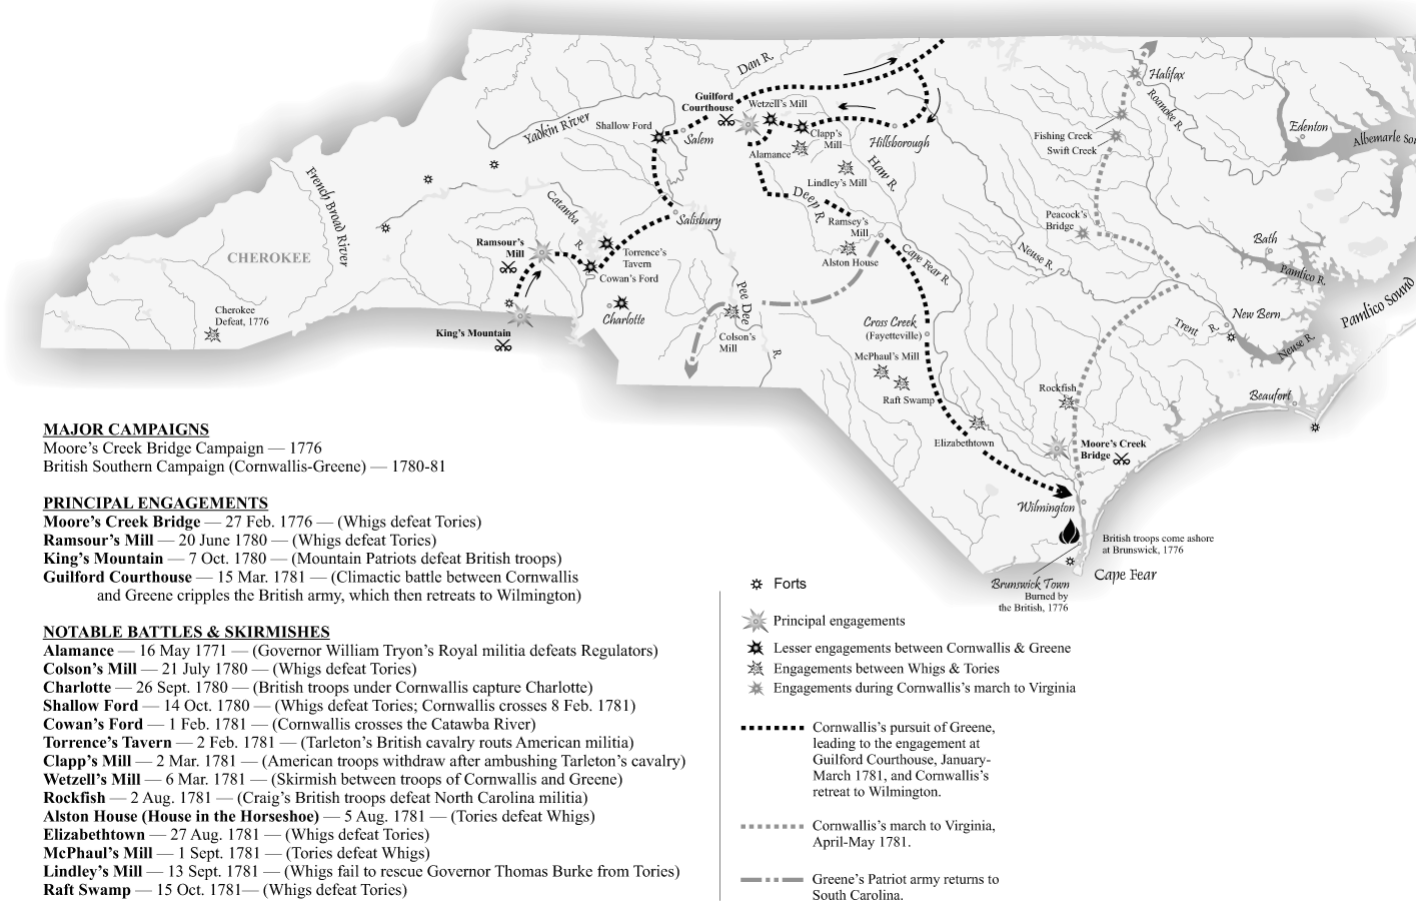 Dan R.
Guilford
Courthouse
Wetzell's Mill
Shallow Ford
Yadkin River
Salem
Clapp's
Mill
Alamance
Hillsborough
Lindley's Mill
Haw R.
Halifax
Roanoke R.
Fishing Creek
Swift Creek
Edenton
Albemarle Sou
French Broad River
Catawba
R.
Salisbury
Deep R.
Ramsey's
Mill
Peacock's
Bridge
CHEROKEE
Ramsour's
Mill
Torrence's
Tavern
Cowan's Ford
Alston House
Cape Fear R.
Neuse R.
Bath
Pamlico R.
Pamlico Sound
Cherokee
Defeat, 1776
King's Mountain
Charlotte
Pee Dee
R.
Colson's
Mill
Cross Creek
(Fayetteville)
McPhaul's Mill
Raft Swamp
Trent R.
New Bern
Neuse R.
Beaufort
Rockfish
Elizabethtown
Moore's Creek
Bridge
Wilmington
British troops come ashore
at Brunswick, 1776
Brunswick Town
Burned by
the British, 1776
Cape Fear
MAJOR CAMPAIGNS
Moore's Creek Bridge Campaign — 1776
British Southern Campaign (Cornwallis-Greene) — 1780-81
PRINCIPAL ENGAGEMENTS
Moore's Creek Bridge — 27 Feb. 1776 — (Whigs defeat Tories)
Ramsour's Mill — 20 June 1780 — (Whigs defeat Tories)
King's Mountain — 7 Oct. 1780 — (Mountain Patriots defeat British troops)
Guilford Courthouse — 15 Mar. 1781 — (Climactic battle between Cornwallis
and Greene cripples the British army, which then retreats to Wilmington)
NOTABLE BATTLES & SKIRMISHES
Alamance — 16 May 1771 — (Governor William Tryon's Royal militia defeats Regulators)
Colson's Mill — 21 July 1780 — (Whigs defeat Tories)
Charlotte — 26 Sept. 1780 — (British troops under Cornwallis capture Charlotte)
Shallow Ford — 14 Oct. 1780 — (Whigs defeat Tories; Cornwallis crosses 8 Feb. 1781)
Cowan's Ford — 1 Feb. 1781 — (Cornwallis crosses the Catawba River)
Torrence's Tavern — 2 Feb. 1781 — (Tarleton's British cavalry routs American militia)
Clapp's Mill — 2 Mar. 1781 — (American troops withdraw after ambushing Tarleton's cavalry)
Wetzell's Mill — 6 Mar. 1781 — (Skirmish between troops of Cornwallis and Greene)
Rockfish — 2 Aug. 1781 — (Craig's British troops defeat North Carolina militia)
Alston House (House in the Horseshoe) — 5 Aug. 1781 — (Tories defeat Whigs)
Elizabethtown — 27 Aug. 1781 — (Whigs defeat Tories)
McPhaul's Mill — 1 Sept. 1781 — (Tories defeat Whigs)
Lindley's Mill — 13 Sept. 1781 — (Whigs fail to rescue Governor Thomas Burke from Tories)
Raft Swamp — 15 Oct. 1781— (Whigs defeat Tories)
Forts
Principal engagements
Lesser engagements between Cornwallis & Greene
Engagements between Whigs & Tories
Engagements during Cornwallis's march to Virginia
Cornwallis's pursuit of Greene,
leading to the engagement at
Guilford Courthouse, January-
March 1781, and Cornwallis's
retreat to Wilmington.
Cornwallis's march to Virginia,
April-May 1781.
Greene's Patriot army returns to
South Carolina.